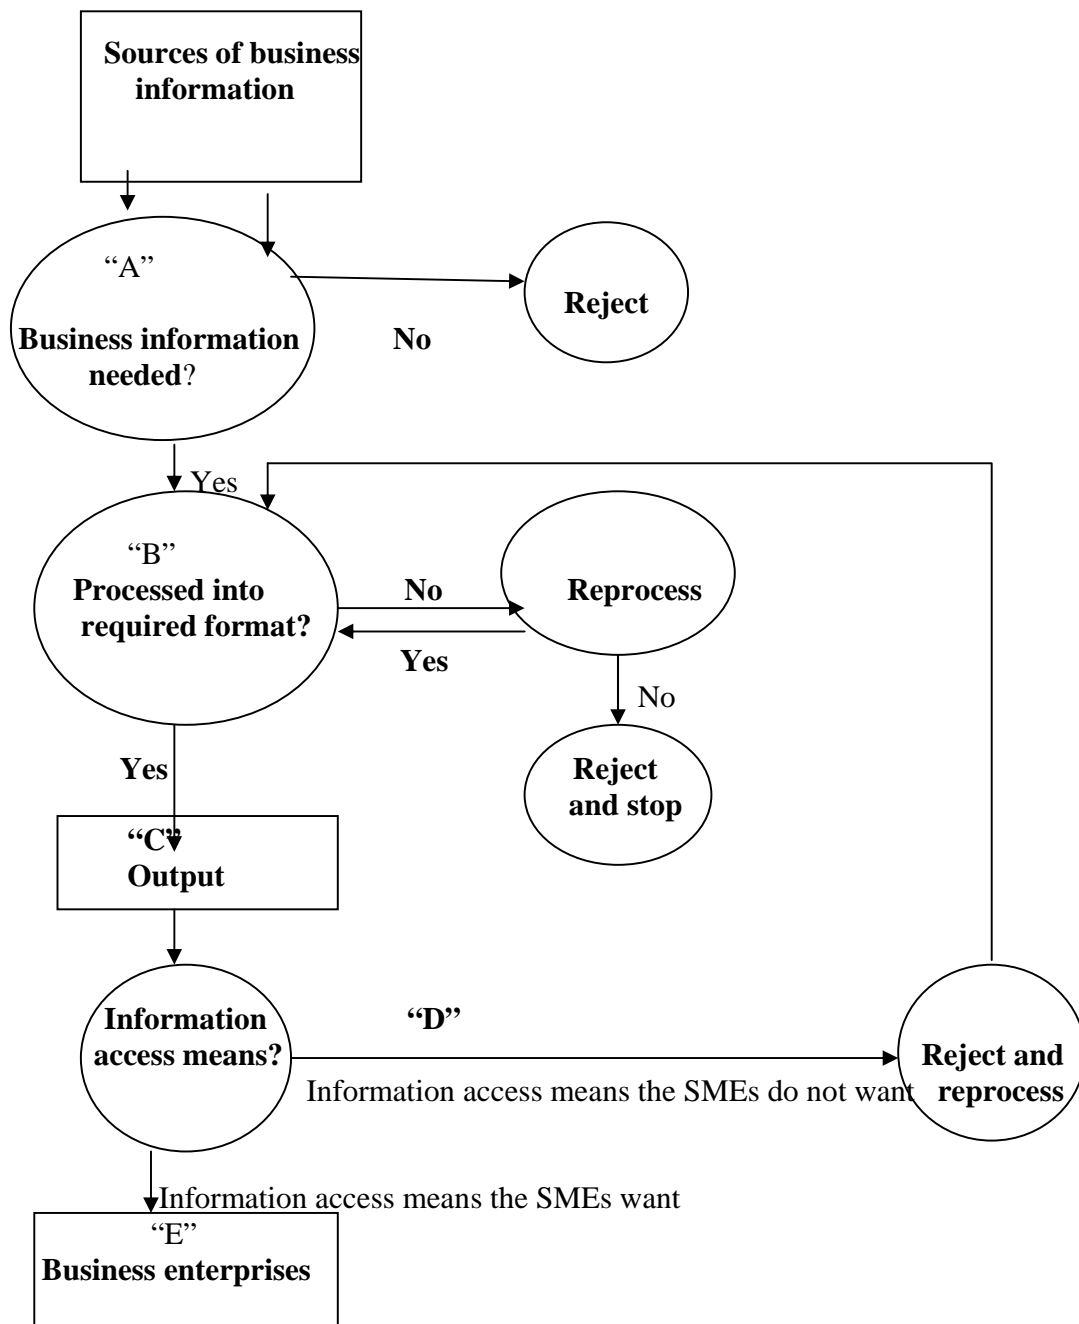 Sources of business
information
“A”
Business information
needed?
No
Reject
Yes
“B”
Processed into
required format?
No
Yes
Reprocess
No
Reject
and stop
Yes
“C”
Output
Information
access means?
“D”
Information access means the SMEs do not want
Reject and
reprocess
Information access means the SMEs want
“E”
Business enterprises